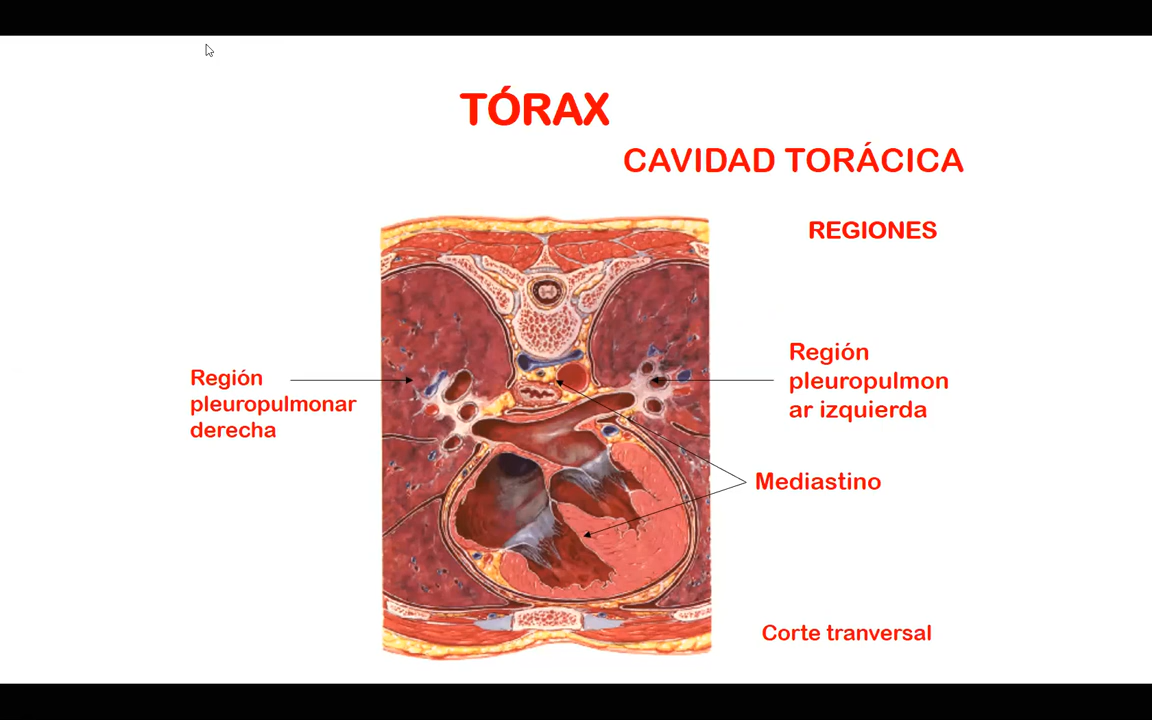 TÓRAX
CAVIDAD TORÁCICA
REGIONES
Región
pleuropulmonar
derecha
Región
pleuropulmon
ar izquierda
Mediastino
Corte tranversal